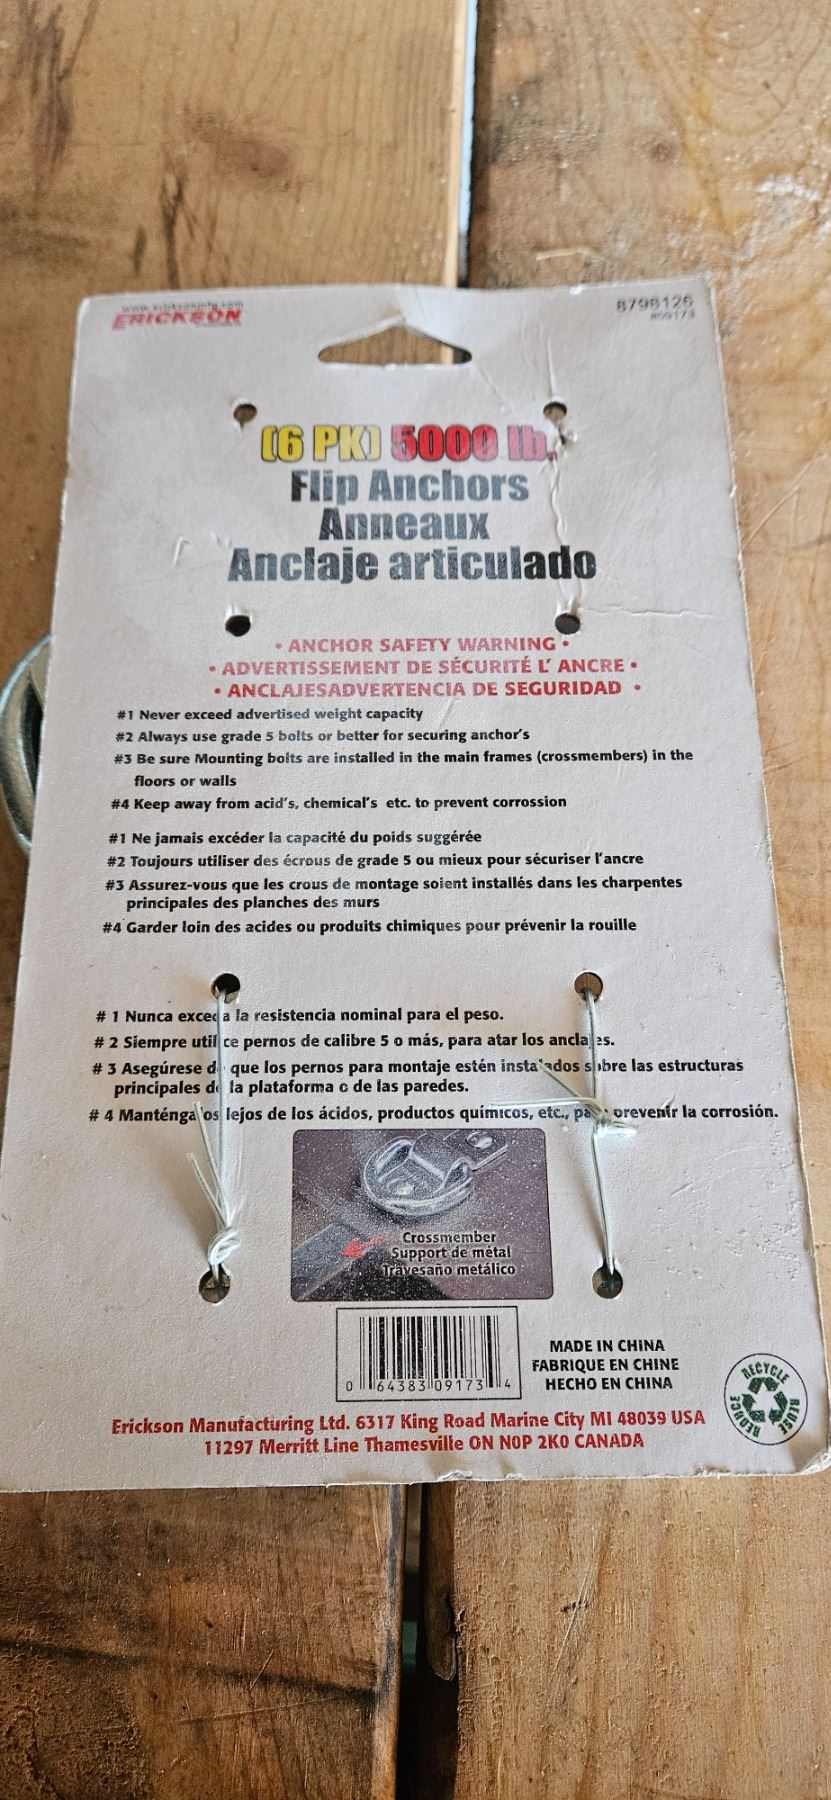 www.ericksonmfg.com
ERICKSON
8798126
#09173
(6 PK) 5000 lb.
Flip Anchors
Anneaux
Anclaje articulado
• ANCHOR SAFETY WARNING •
• ADVERTISSEMENT DE SÉCURITÉ L' ANCRE •
• ANCLAJESADVERTENCIA DE SEGURIDAD •
#1 Never exceed advertised weight capacity
#2 Always use grade 5 bolts or better for securing anchor's
#3 Be sure Mounting bolts are installed in the main frames (crossmembers) in the
floors or walls
#4 Keep away from acid's, chemical's etc. to prevent corrossion
#1 Ne jamais excéder la capacité du poids suggérée
#2 Toujours utiliser des écrous de grade 5 ou mieux pour sécuriser l'ancre
#3 Assurez-vous que les crous de montage soient installés dans les charpentes
principales des planches des murs
#4 Garder loin des acides ou produits chimiques pour prévenir la rouille
# 1 Nunca exceda la resistencia nominal para el peso.
# 2 Siempre utilice pernos de calibre 5 o más, para atar los anclajes.
# 3 Asegúrese de que los pernos para montaje estén instalados sobre las estructuras
principales de la plataforma o de las paredes.
# 4 Manténgalos lejos de los ácidos, productos químicos, etc., para prevenir la corrosión.
Crossmember
Support de métal
Travesaño metálico
0 64383 09173 4
MADE IN CHINA
FABRIQUE EN CHINE
HECHO EN CHINA
RECYCLE REUSE REDUCE
Erickson Manufacturing Ltd. 6317 King Road Marine City MI 48039 USA
11297 Merritt Line Thamesville ON N0P 2K0 CANADA